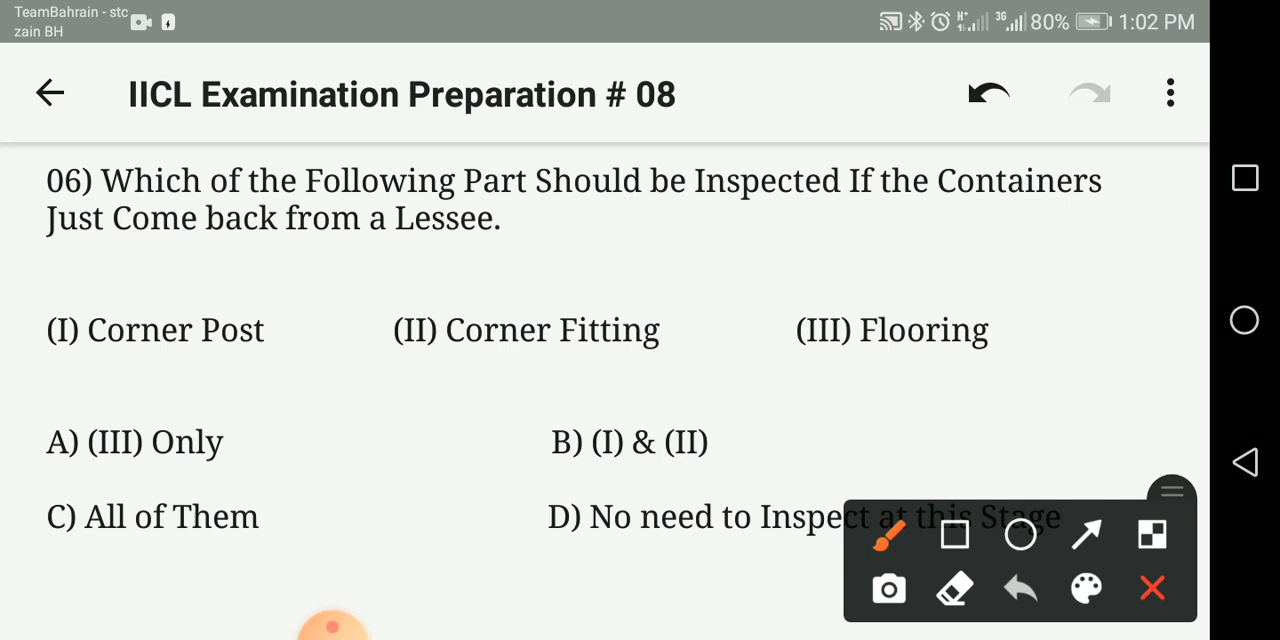 TeamBahrain - stc
zain BH
H+
3G
80%
1:02 PM
IICL Examination Preparation # 08
06) Which of the Following Part Should be Inspected If the Containers
Just Come back from a Lessee.
(I) Corner Post (II) Corner Fitting (III) Flooring
A) (III) Only B) (I) & (II)
C) All of Them D) No need to Inspect at this Stage